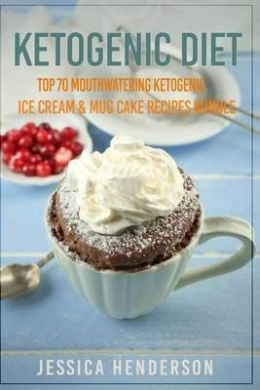 KETOGENIC DIET
TOP 70 MOUTHWATERING KETOGENIC
ICE CREAM & MUG CAKE RECIPES BUNDLE
JESSICA HENDERSON